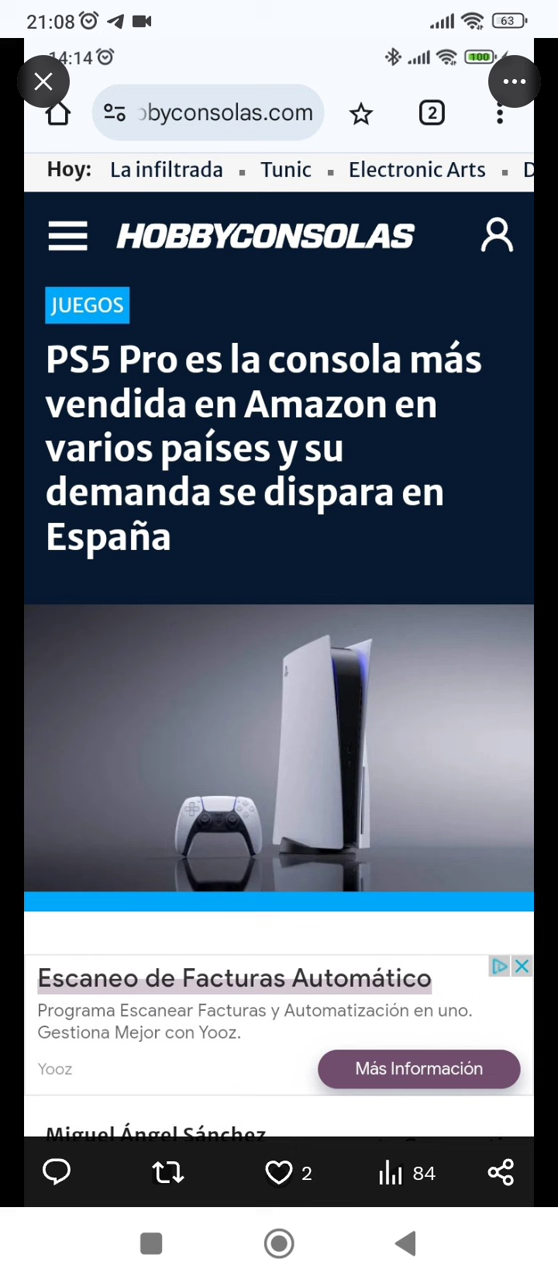 21:08 63
14:14 100
obyconsolas.com 2
Hoy: La infiltrada ▪ Tunic ▪ Electronic Arts ▪ D
HOBBYCONSOLAS
JUEGOS
PS5 Pro es la consola más
vendida en Amazon en
varios países y su
demanda se dispara en
España
Escaneo de Facturas Automático
Programa Escanear Facturas y Automatización en uno.
Gestiona Mejor con Yooz.
Yooz
Más Información
Miguel Ángel Sánchez
2 84